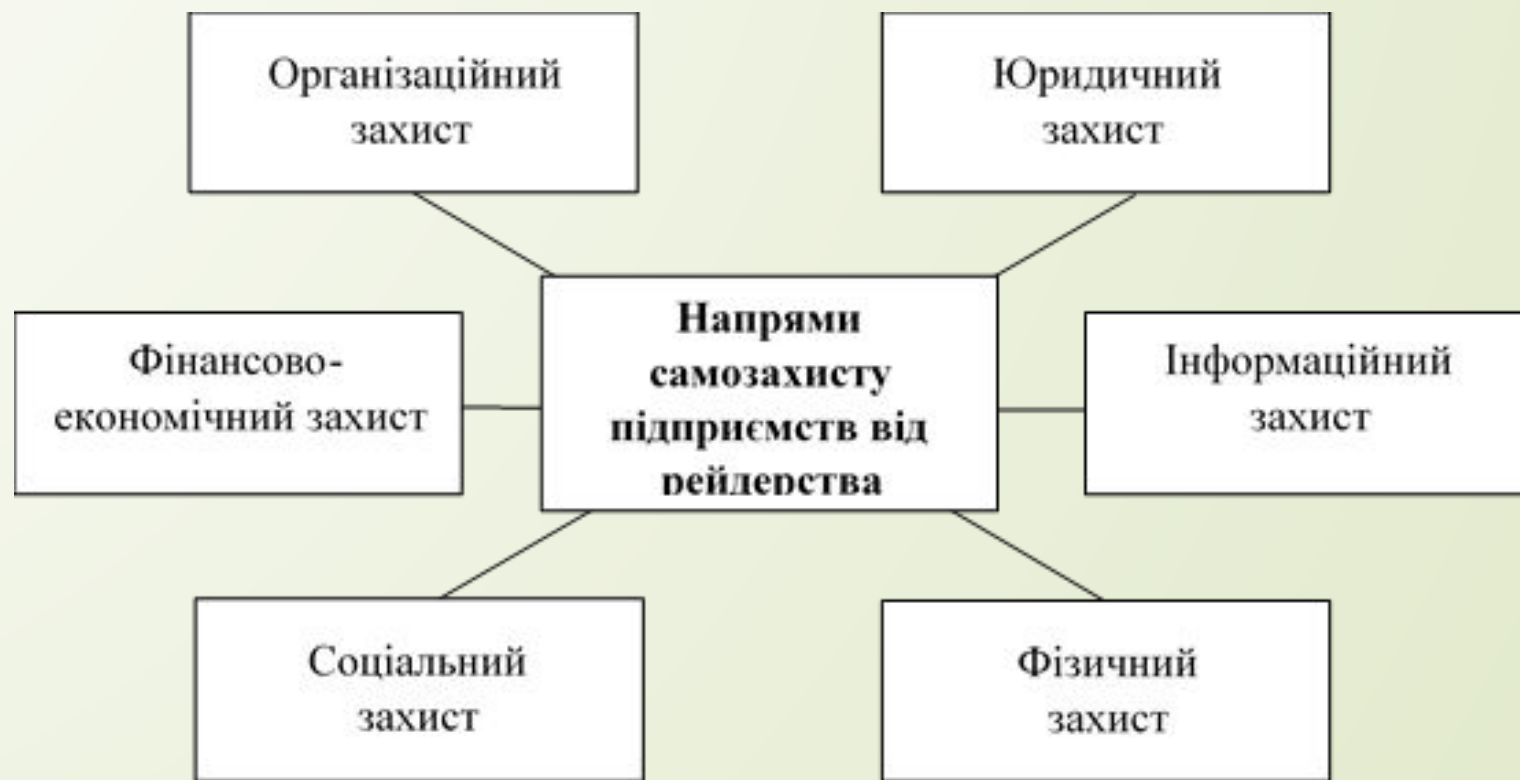 Організаційний
захист
Юридичний
захист
Напрями
самозахисту
підприємств від
рейдерства
Фінансово-
економічний захист
Інформаційний
захист
Соціальний
захист
Фізичний
захист